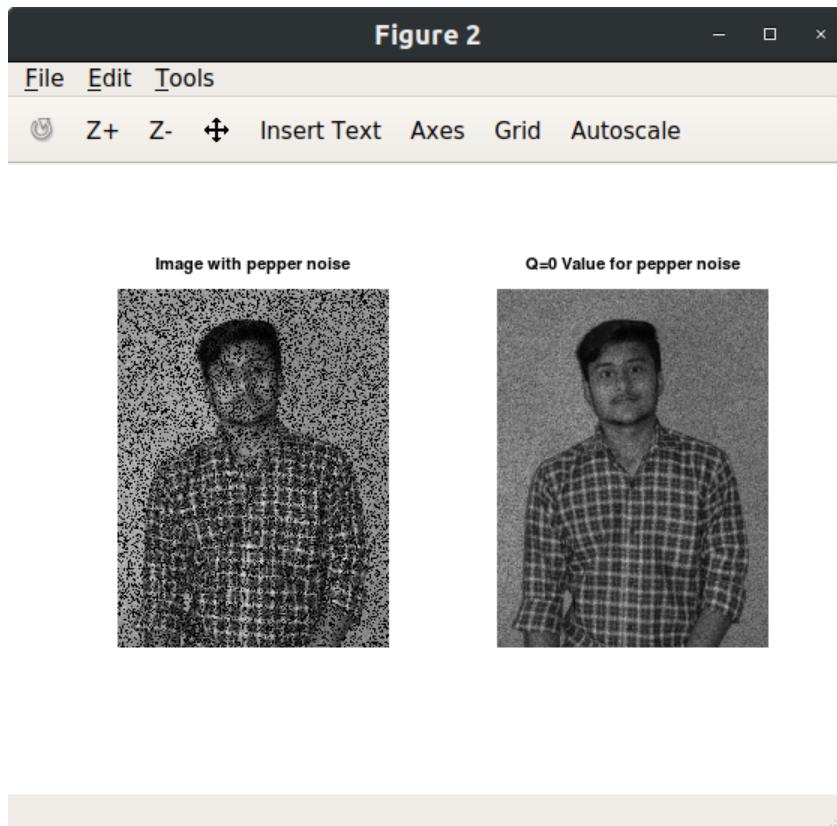 Figure 2
File Edit Tools
Z+ Z- Insert Text Axes Grid Autoscale
Image with pepper noise
Q=0 Value for pepper noise